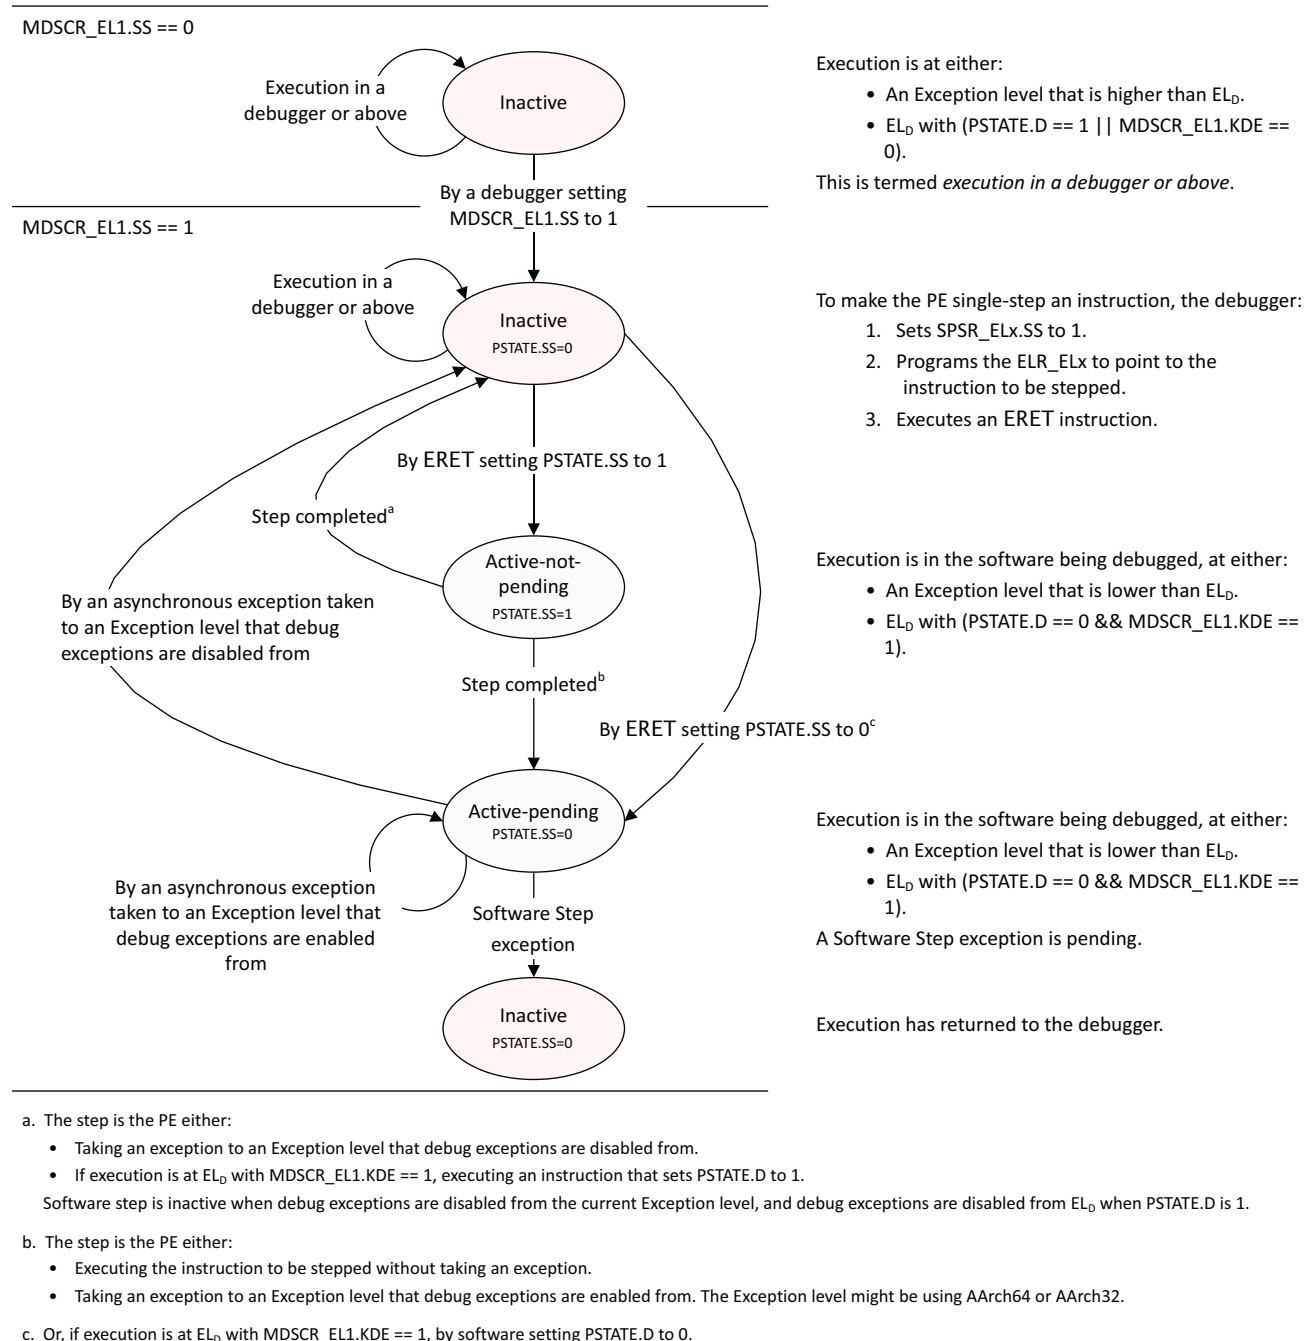 MDSCR_EL1.SS == 0
Execution in a
debugger or above
Inactive
Execution is at either:
• An Exception level that is higher than ELD.
• ELD with (PSTATE.D == 1 || MDSCR_EL1.KDE ==
0).
This is termed execution in a debugger or above.
By a debugger setting
MDSCR_EL1.SS to 1
MDSCR_EL1.SS == 1
Execution in a
debugger or above
Inactive
PSTATE.SS=0
To make the PE single-step an instruction, the debugger:
1. Sets SPSR_ELx.SS to 1.
2. Programs the ELR_ELx to point to the
instruction to be stepped.
3. Executes an ERET instruction.
By ERET setting PSTATE.SS to 1
Step completedᵃ
Active-not-
pending
PSTATE.SS=1
Execution is in the software being debugged, at either:
• An Exception level that is lower than ELD.
• ELD with (PSTATE.D == 0 && MDSCR_EL1.KDE ==
1).
By an asynchronous exception taken
to an Exception level that debug
exceptions are disabled from
Step completedᵇ
By ERET setting PSTATE.SS to 0ᶜ
Active-pending
PSTATE.SS=0
Execution is in the software being debugged, at either:
• An Exception level that is lower than ELD.
• ELD with (PSTATE.D == 0 && MDSCR_EL1.KDE ==
1).
A Software Step exception is pending.
By an asynchronous exception
taken to an Exception level that
debug exceptions are enabled
from
Software Step
exception
Inactive
PSTATE.SS=0
Execution has returned to the debugger.
a. The step is the PE either:
• Taking an exception to an Exception level that debug exceptions are disabled from.
• If execution is at ELD with MDSCR_EL1.KDE == 1, executing an instruction that sets PSTATE.D to 1.
Software step is inactive when debug exceptions are disabled from the current Exception level, and debug exceptions are disabled from ELD when PSTATE.D is 1.
b. The step is the PE either:
• Executing the instruction to be stepped without taking an exception.
• Taking an exception to an Exception level that debug exceptions are enabled from. The Exception level might be using AArch64 or AArch32.
c. Or, if execution is at ELD with MDSCR_EL1.KDE == 1, by software setting PSTATE.D to 0.